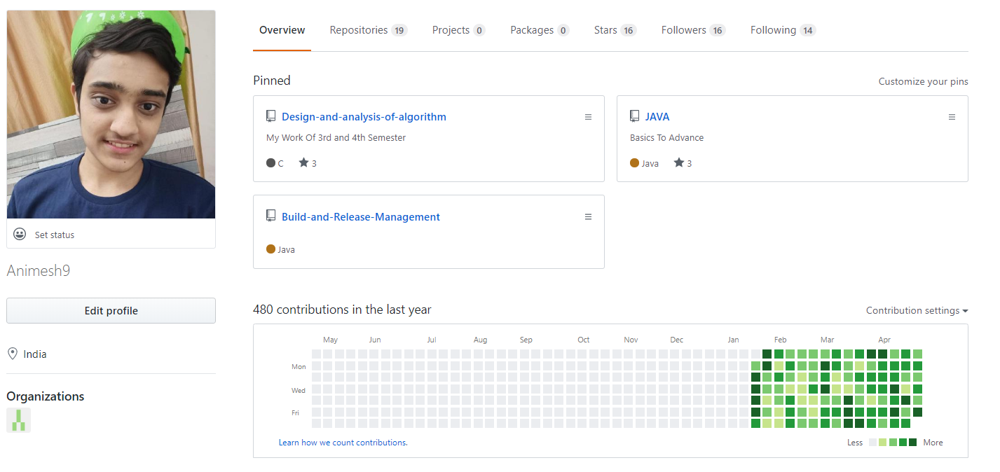 Overview Repositories 19 Projects 0 Packages 0 Stars 16 Followers 16 Following 14
Pinned Customize your pins
Design-and-analysis-of-algorithm
My Work Of 3rd and 4th Semester
C 3
JAVA
Basics To Advance
Java 3
Build-and-Release-Management
Java
Set status
Animesh9
Edit profile
India
Organizations
480 contributions in the last year Contribution settings
May Jun Jul Aug Sep Oct Nov Dec Jan Feb Mar Apr
Mon
Wed
Fri
Learn how we count contributions. Less More